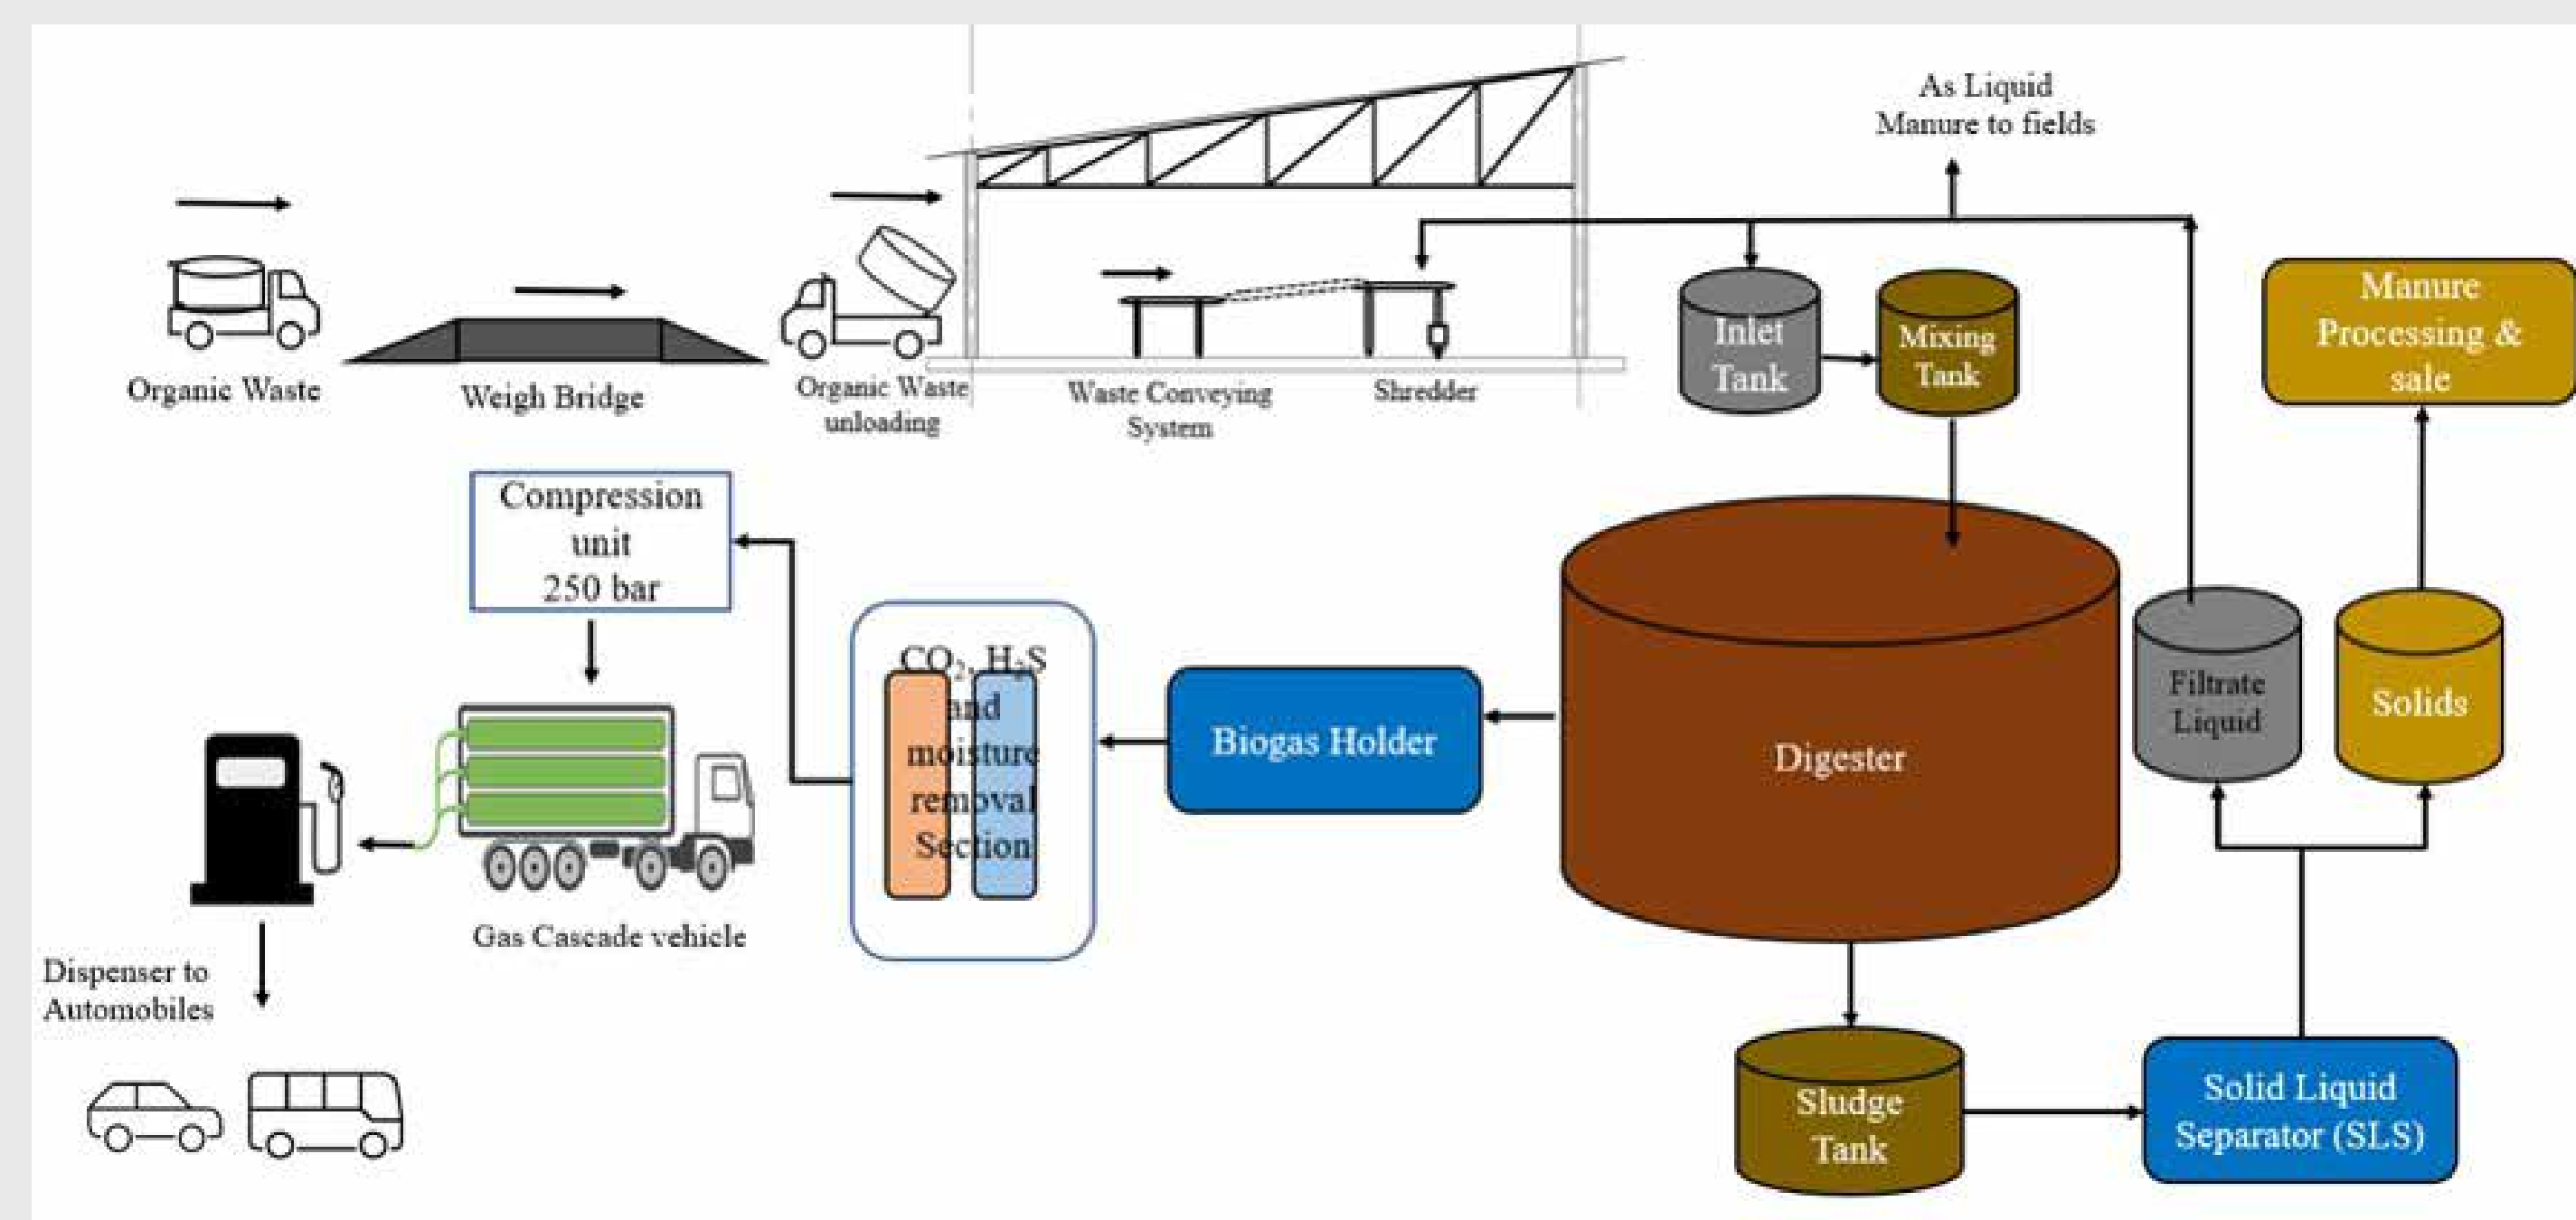 As Liquid
Manure to fields
Organic Waste
Weigh Bridge
Organic Waste
unloading
Waste Conveying
System
Shredder
Inlet
Tank
Mixing
Tank
Manure
Processing &
sale
Compression
unit
250 bar
CO₂, H₂S
and
moisture
removal
Section
Biogas Holder
Digester
Filtrate
Liquid
Solids
Gas Cascade vehicle
Dispenser to
Automobiles
Sludge
Tank
Solid Liquid
Separator (SLS)